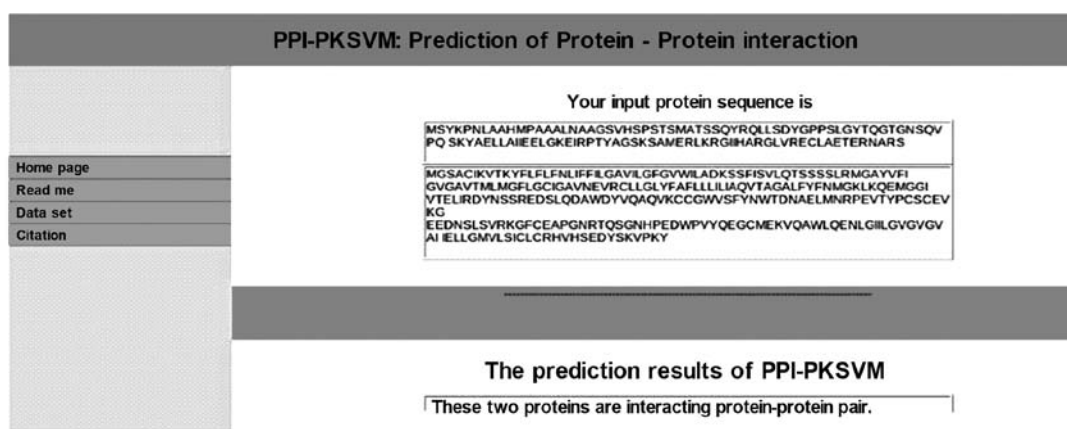 PPI-PKSVM: Prediction of Protein - Protein interaction
Home page
Read me
Data set
Citation
Your input protein sequence is
MSYKPNLAAHMPAAALNAAGSVHSPSTSMATSSQYRQLLSDYGPPSLGYTQGTGNSQV
PQ SKYAELLAIIEELGKEIRPTYAGSKSAMERLKRGIIHARGLVRECLAETERNARS
MGSACIKVTKYFLFLFNLIFFILGAVILGFGVWILADKSSFISVLQTSSSSLRMGAYVFI
GVGAVTMLMGFLGCIGAVNEVRCLLGLYFAFLLLILIAQVTAGALFYFNMGKLKQEMGGI
VTELIRDYNSSREDSLQDAWDYVQAQVKCCGWVSFYNWTDNAELMNRPEVTYPCSCEV
KG
EEDNSLSVRKGFCEAPGNRTQSGNHPEDWPVYQEGCMEKVQAWLQENLGIILGVGVGV
AI IELLGMVLSICLCRHVHSEDYSKVPKY
The prediction results of PPI-PKSVM
These two proteins are interacting protein-protein pair.